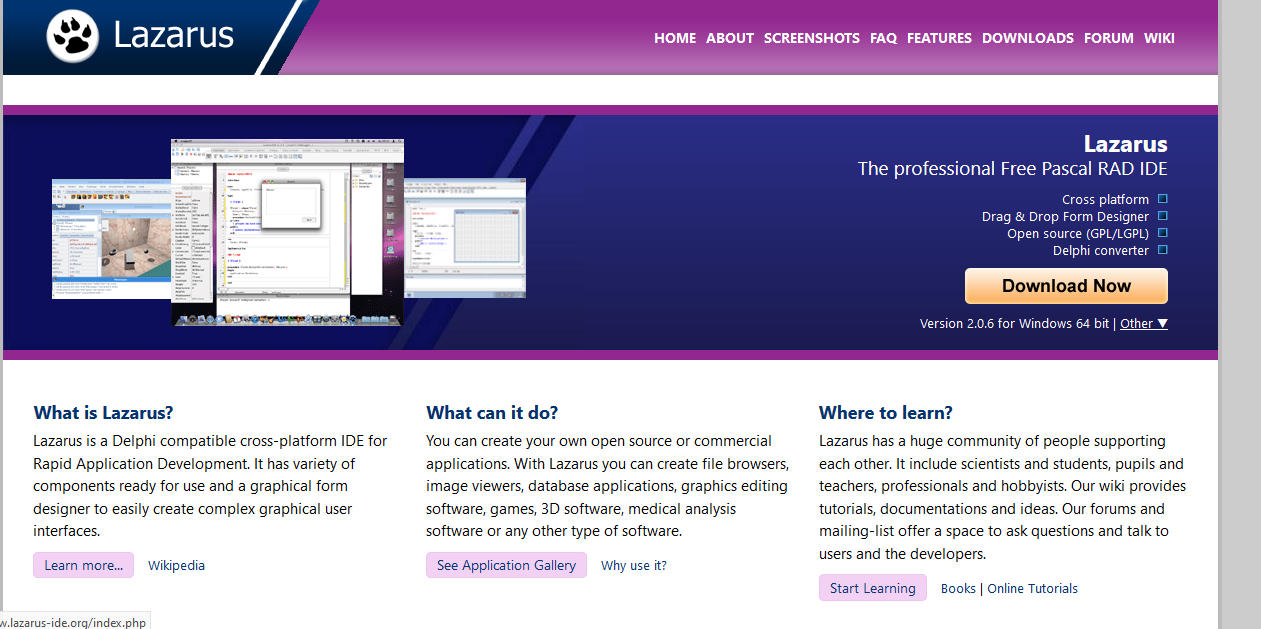 Lazarus
HOME ABOUT SCREENSHOTS FAQ FEATURES DOWNLOADS FORUM WIKI
Lazarus
The professional Free Pascal RAD IDE
Cross platform
Drag & Drop Form Designer
Open source (GPL/LGPL)
Delphi converter
Download Now
Version 2.0.6 for Windows 64 bit | Other ▼
What is Lazarus?
Lazarus is a Delphi compatible cross-platform IDE for
Rapid Application Development. It has variety of
components ready for use and a graphical form
designer to easily create complex graphical user
interfaces.
Learn more... Wikipedia
What can it do?
You can create your own open source or commercial
applications. With Lazarus you can create file browsers,
image viewers, database applications, graphics editing
software, games, 3D software, medical analysis
software or any other type of software.
See Application Gallery Why use it?
Where to learn?
Lazarus has a huge community of people supporting
each other. It include scientists and students, pupils and
teachers, professionals and hobbyists. Our wiki provides
tutorials, documentations and ideas. Our forums and
mailing-list offer a space to ask questions and talk to
users and the developers.
Start Learning Books | Online Tutorials
w.lazarus-ide.org/index.php